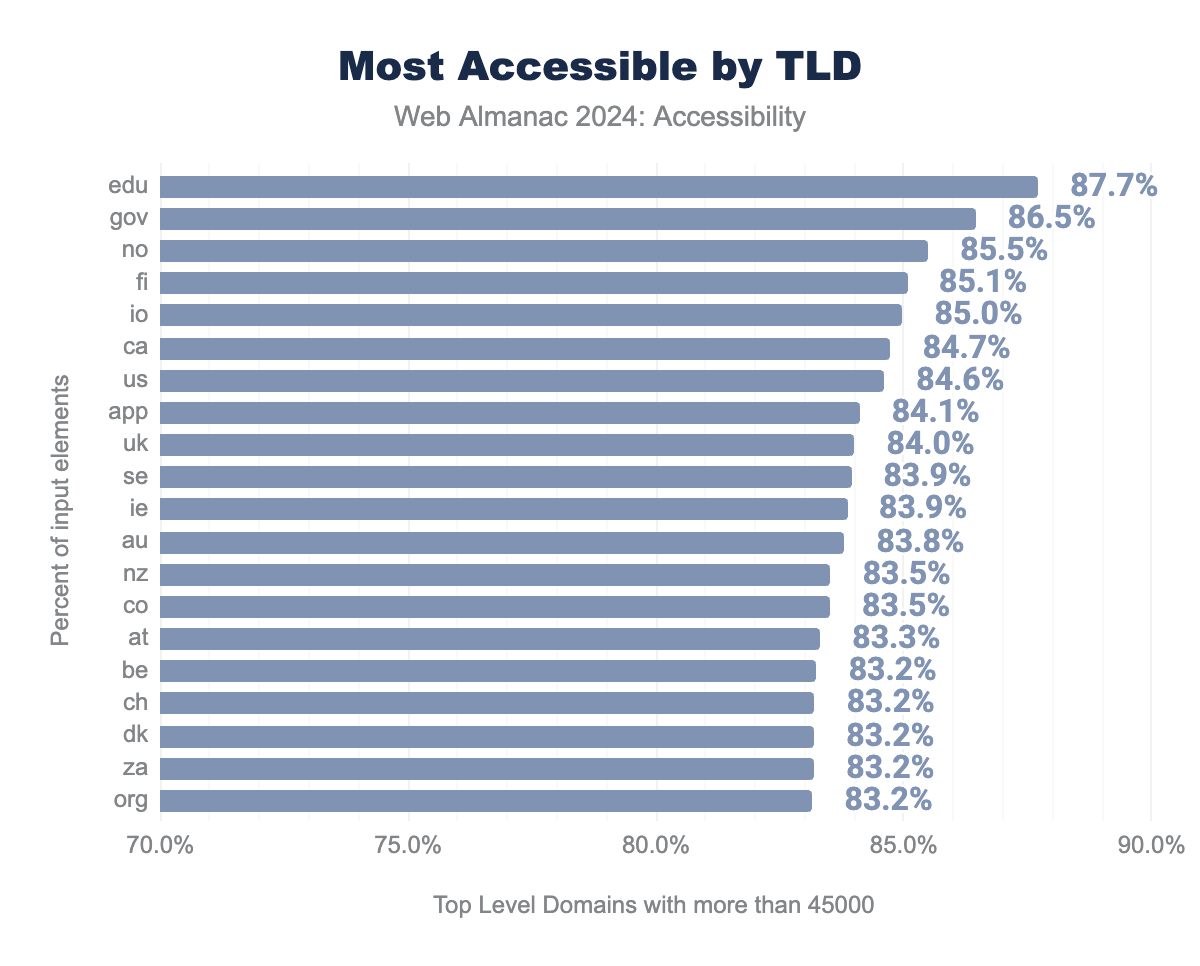 Most Accessible by TLD
Web Almanac 2024: Accessibility
Percent of input elements
edu 87.7%
gov 86.5%
no 85.5%
fi 85.1%
io 85.0%
ca 84.7%
us 84.6%
app 84.1%
uk 84.0%
se 83.9%
ie 83.9%
au 83.8%
nz 83.5%
co 83.5%
at 83.3%
be 83.2%
ch 83.2%
dk 83.2%
za 83.2%
org 83.2%
70.0% 75.0% 80.0% 85.0% 90.0%
Top Level Domains with more than 45000